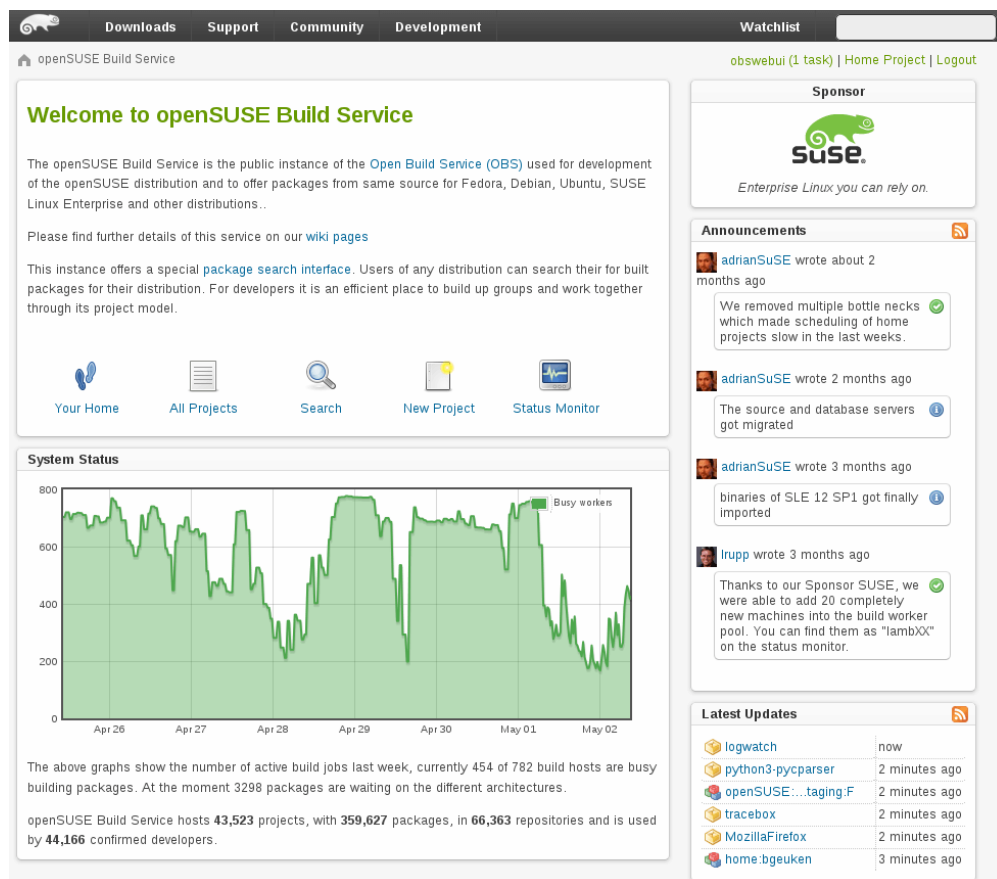 Downloads Support Community Development Watchlist
openSUSE Build Service
obswebui (1 task) | Home Project | Logout
Welcome to openSUSE Build Service
The openSUSE Build Service is the public instance of the Open Build Service (OBS) used for development
of the openSUSE distribution and to offer packages from same source for Fedora, Debian, Ubuntu, SUSE
Linux Enterprise and other distributions..
Please find further details of this service on our wiki pages
This instance offers a special package search interface. Users of any distribution can search their for built
packages for their distribution. For developers it is an efficient place to build up groups and work together
through its project model.
Your Home
All Projects
Search
New Project
Status Monitor
System Status
800
600
400
200
0
Busy workers
Apr 26
Apr 27
Apr 28
Apr 29
Apr 30
May 01
May 02
The above graphs show the number of active build jobs last week, currently 454 of 782 build hosts are busy
building packages. At the moment 3298 packages are waiting on the different architectures.
openSUSE Build Service hosts 43,523 projects, with 359,627 packages, in 66,363 repositories and is used
by 44,166 confirmed developers.
Sponsor
SUSE.
Enterprise Linux you can rely on.
Announcements
adrianSuSE wrote about 2
months ago
We removed multiple bottle necks
which made scheduling of home
projects slow in the last weeks.
adrianSuSE wrote 2 months ago
The source and database servers
got migrated
adrianSuSE wrote 3 months ago
binaries of SLE 12 SP1 got finally
imported
lrupp wrote 3 months ago
Thanks to our Sponsor SUSE, we
were able to add 20 completely
new machines into the build worker
pool. You can find them as "lambXX"
on the status monitor.
Latest Updates
logwatch now
python3-pycparser 2 minutes ago
openSUSE:...taging:F 2 minutes ago
tracebox 2 minutes ago
MozillaFirefox 2 minutes ago
home:bgeuken 3 minutes ago